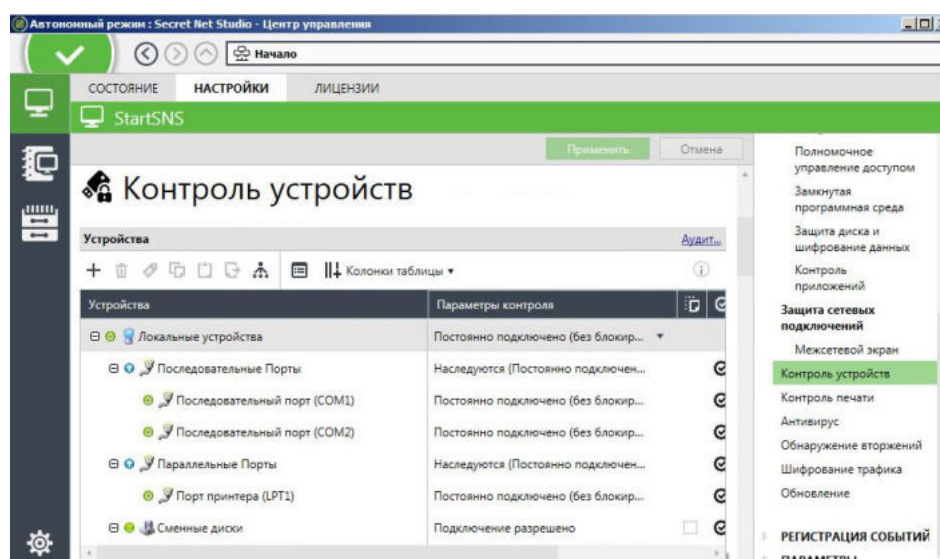 Автономный режим : Secret Net Studio - Центр управления
Начало
СОСТОЯНИЕ НАСТРОЙКИ ЛИЦЕНЗИИ
StartSNS
Применить Отмена
Контроль устройств
Устройства Аудит...
Колонки таблицы
Устройства Параметры контроля
Локальные устройства Постоянно подключено (без блокир...
Последовательные Порты Наследуются (Постоянно подключен...
Последовательный порт (COM1) Постоянно подключено (без блокир...
Последовательный порт (COM2) Постоянно подключено (без блокир...
Параллельные Порты Наследуются (Постоянно подключен...
Порт принтера (LPT1) Постоянно подключено (без блокир...
Сменные диски Подключение разрешено
Полномочное
управление доступом
Замкнутая
программная среда
Защита диска и
шифрование данных
Контроль
приложений
Защита сетевых
подключений
Межсетевой экран
Контроль устройств
Контроль печати
Антивирус
Обнаружение вторжений
Шифрование трафика
Обновление
РЕГИСТРАЦИЯ СОБЫТИЙ
ПАРАМЕТРЫ